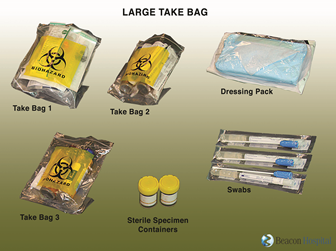 LARGE TAKE BAG
BIOHAZARD
BIOHAZARD
Dressing Pack
Take Bag 1
Take Bag 2
BIOHAZARD
Swabs
Take Bag 3
Sterile Specimen
Containers
Beacon